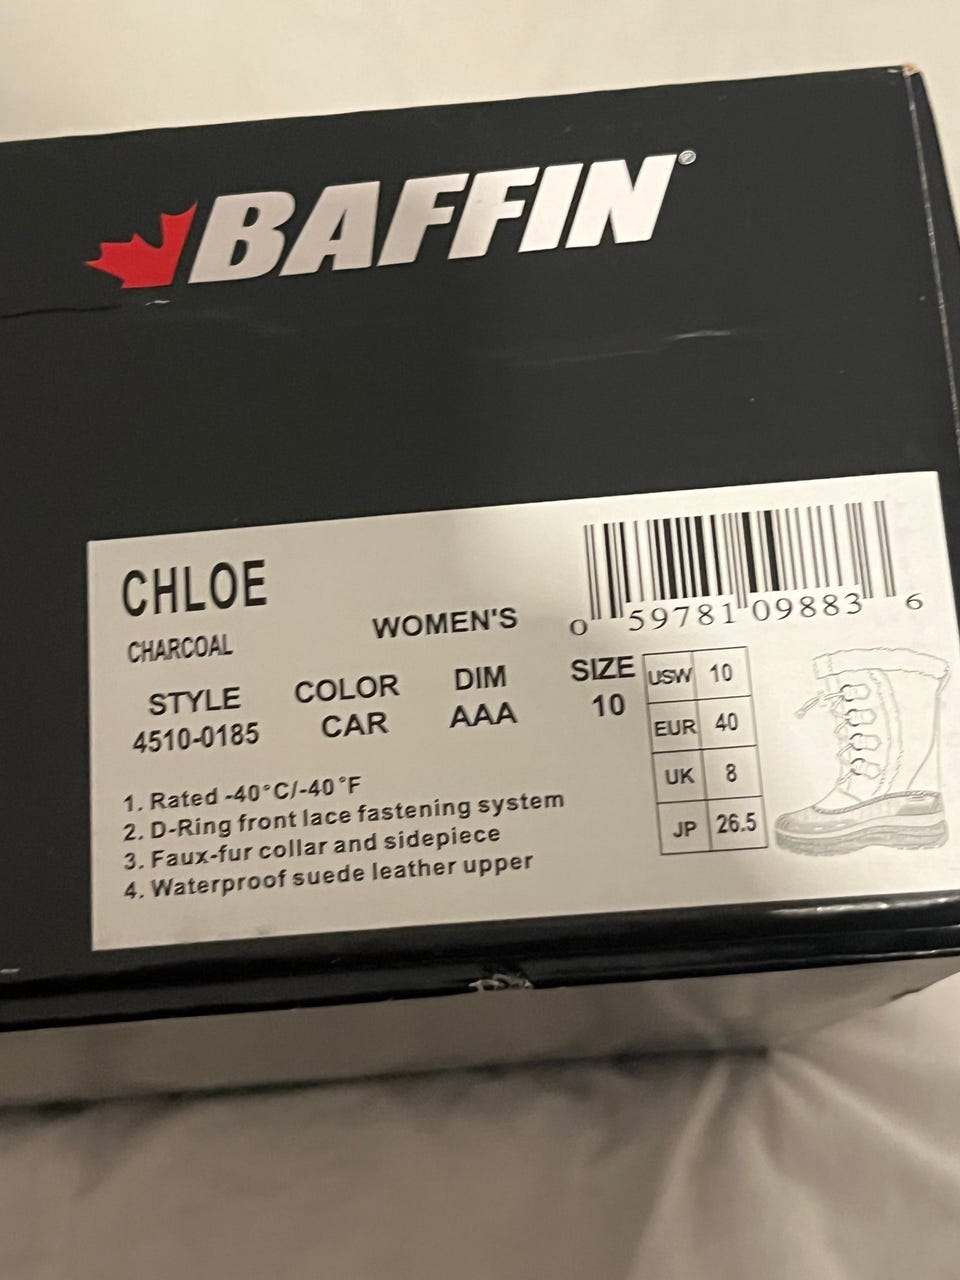 BAFFIN®
CHLOE
CHARCOAL
WOMEN'S
0 59781 09883 6
STYLE COLOR DIM SIZE
4510-0185 CAR AAA 10
USW 10
EUR 40
UK 8
JP 26.5
1. Rated -40°C/-40°F
2. D-Ring front lace fastening system
3. Faux-fur collar and sidepiece
4. Waterproof suede leather upper